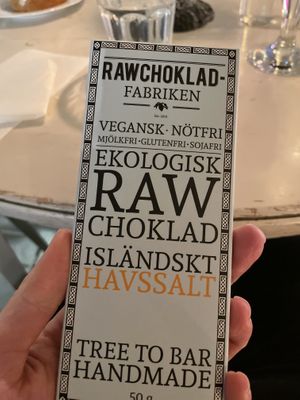 RAWCHOKLAD-
FABRIKEN
VEGANSK · NÖTFRI
MJÖLKFRI · GLUTENFRI · SOJAFRI
EKOLOGISK
RAW
CHOKLAD
ISLÄNDSKT
HAVSSALT
TREE TO BAR
HANDMADE
50 g